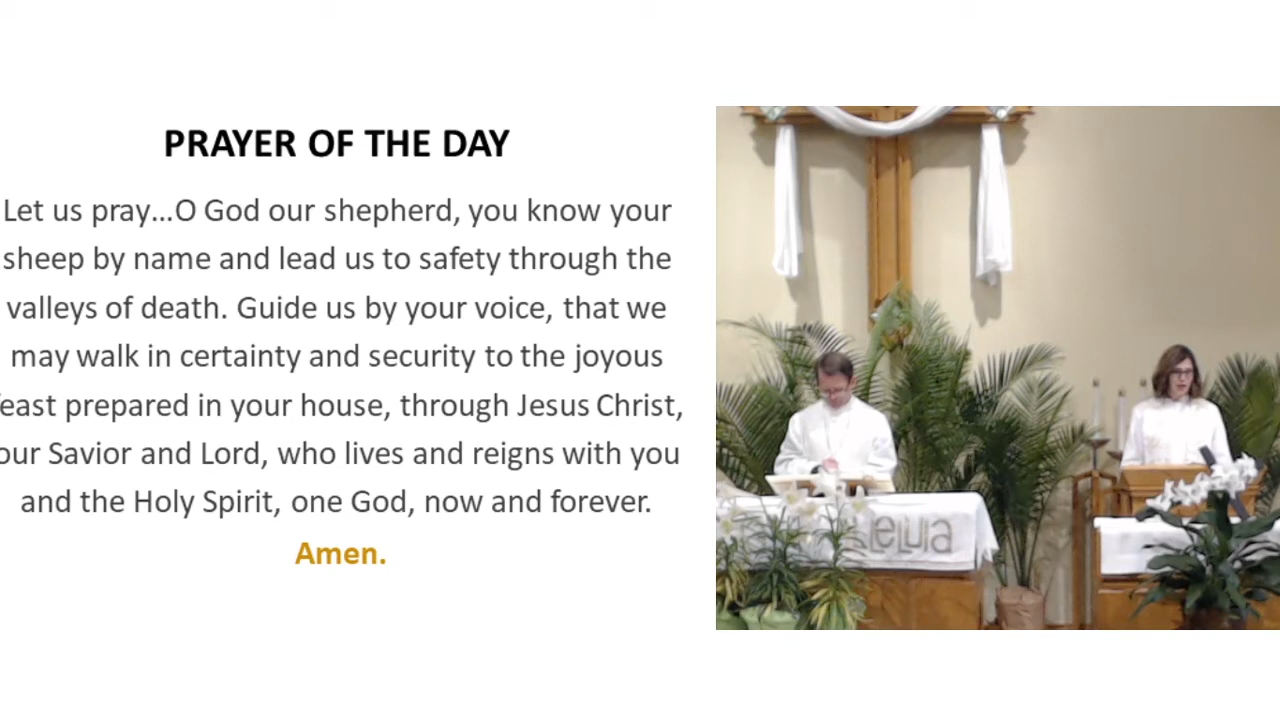 PRAYER OF THE DAY
Let us pray...O God our shepherd, you know your
sheep by name and lead us to safety through the
valleys of death. Guide us by your voice, that we
may walk in certainty and security to the joyous
feast prepared in your house, through Jesus Christ,
our Savior and Lord, who lives and reigns with you
and the Holy Spirit, one God, now and forever.
Amen.
leluia